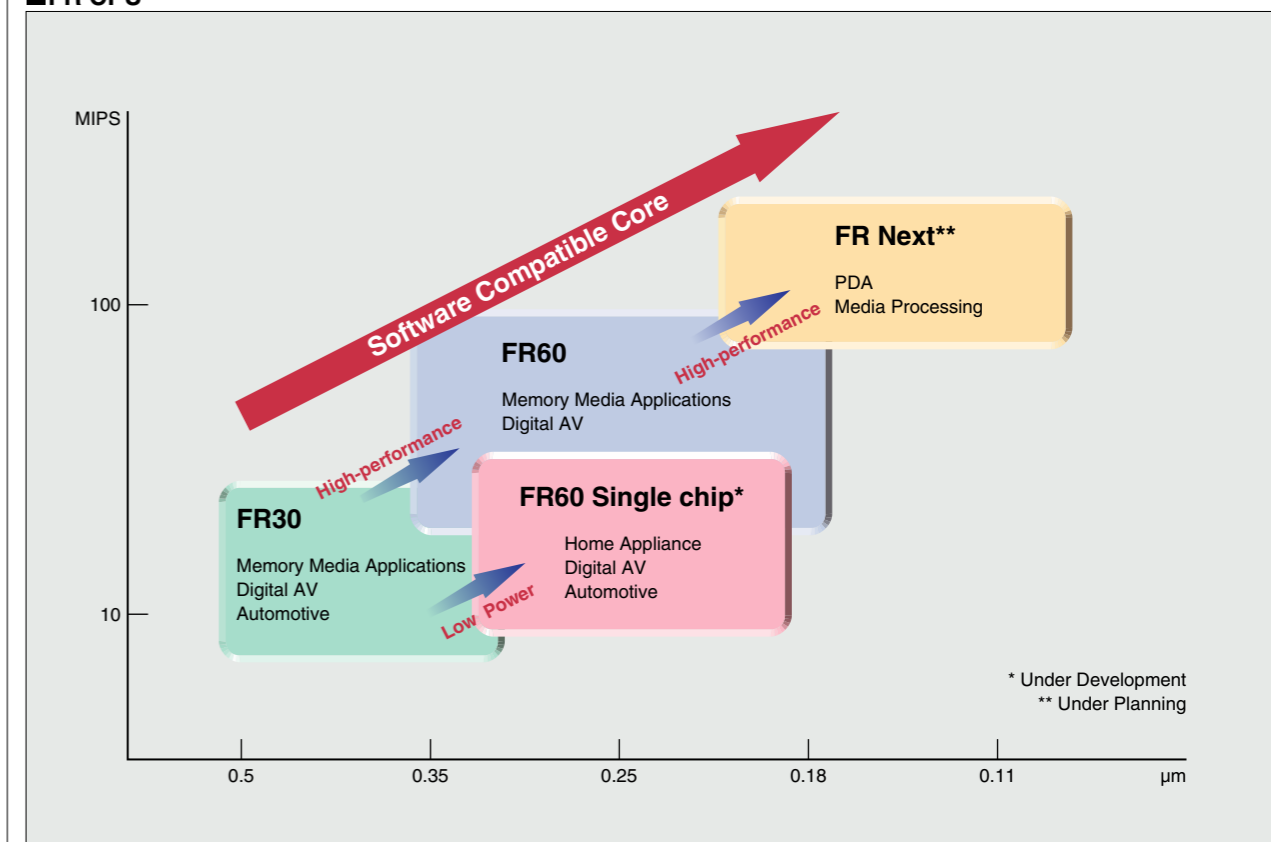 MIPS
Software Compatible Core
FR Next**
PDA
Media Processing
100
High-performance
FR60
Memory Media Applications
Digital AV
High-performance
FR60 Single chip*
Home Appliance
Digital AV
Automotive
FR30
Memory Media Applications
Digital AV
Automotive
Low Power
10
* Under Development
** Under Planning
0.5 0.35 0.25 0.18 0.11 µm